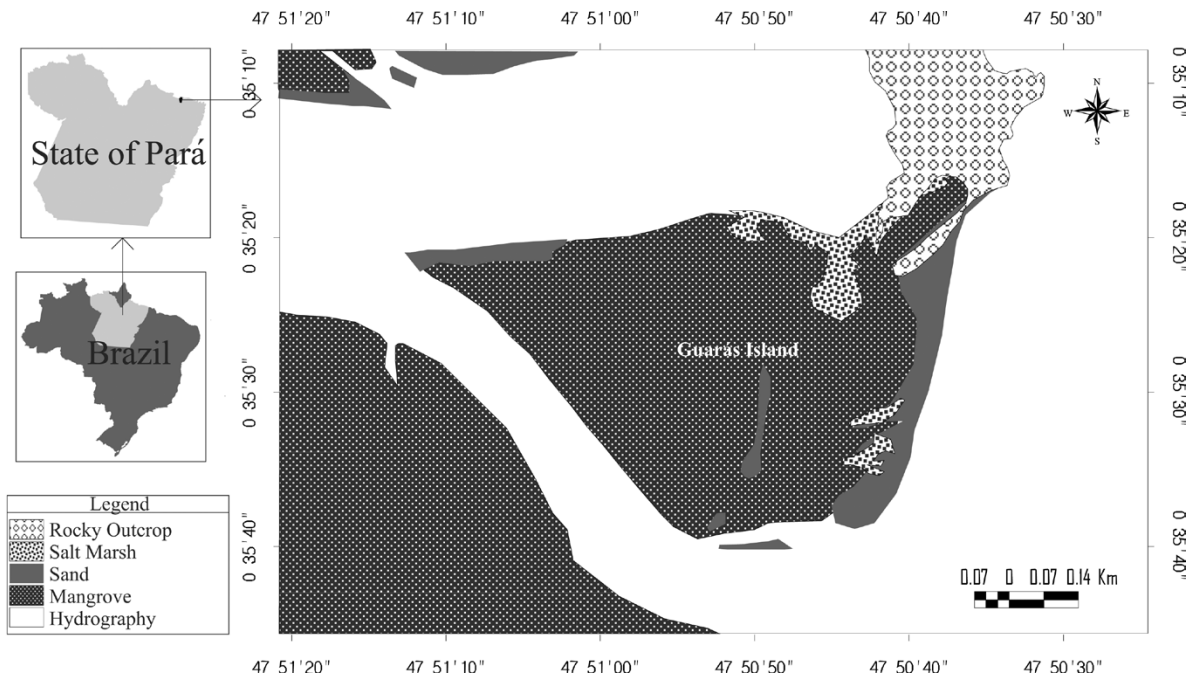 47 51'20" 47 51'10" 47 51'00" 47 50'50" 47 50'40" 47 50'30"
0 35'10" 0 35'10"
N
W E
S
State of Pará
0 35'20" 0 35'20"
Brazil
Guarás Island
0 35'30" 0 35'30"
Legend
Rocky Outcrop
Salt Marsh
Sand
Mangrove
Hydrography
0 35'40" 0 35'40"
0.07 0 0.07 0.14 Km
47 51'20" 47 51'10" 47 51'00" 47 50'50" 47 50'40" 47 50'30"